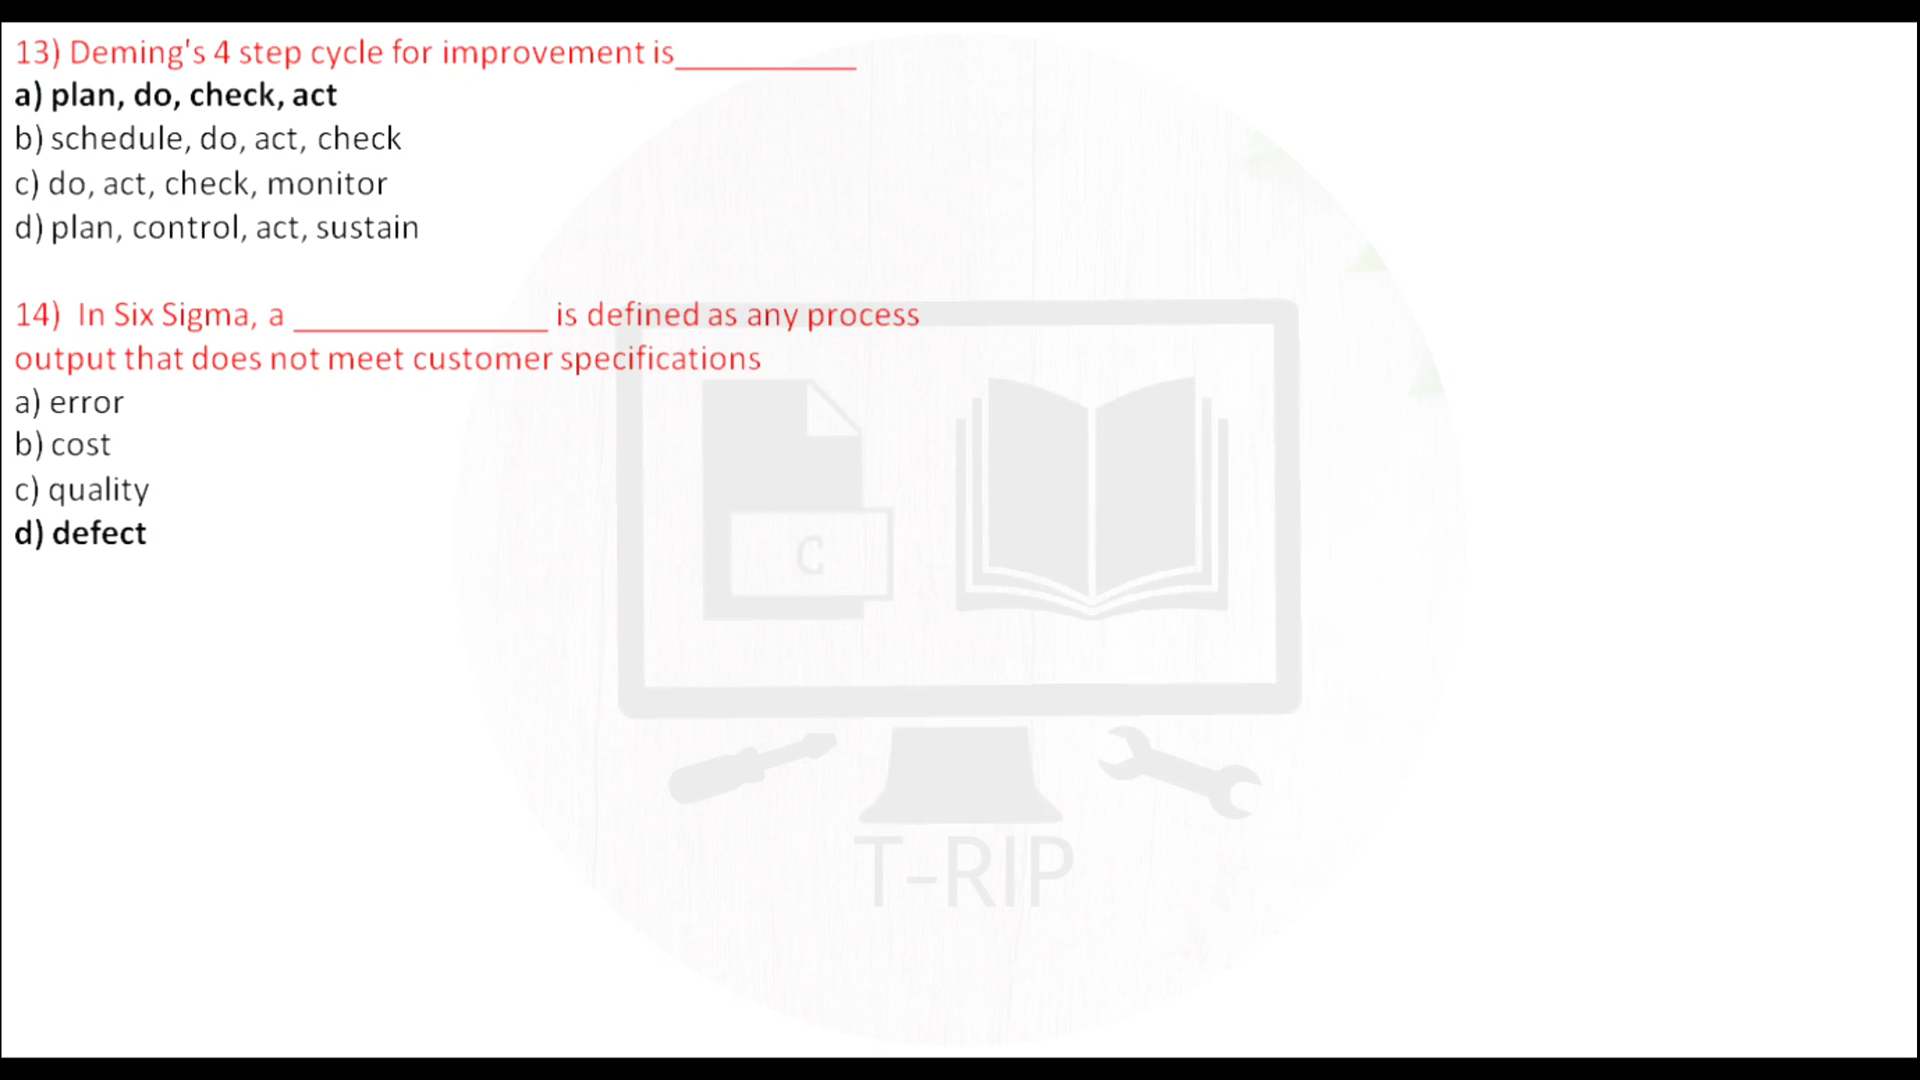 13) Deming's 4 step cycle for improvement is___________
a) plan, do, check, act
b) schedule, do, act, check
c) do, act, check, monitor
d) plan, control, act, sustain
14)  In Six Sigma, a _______________ is defined as any process
output that does not meet customer specifications
a) error
b) cost
c) quality
d) defect
C
T-RIP